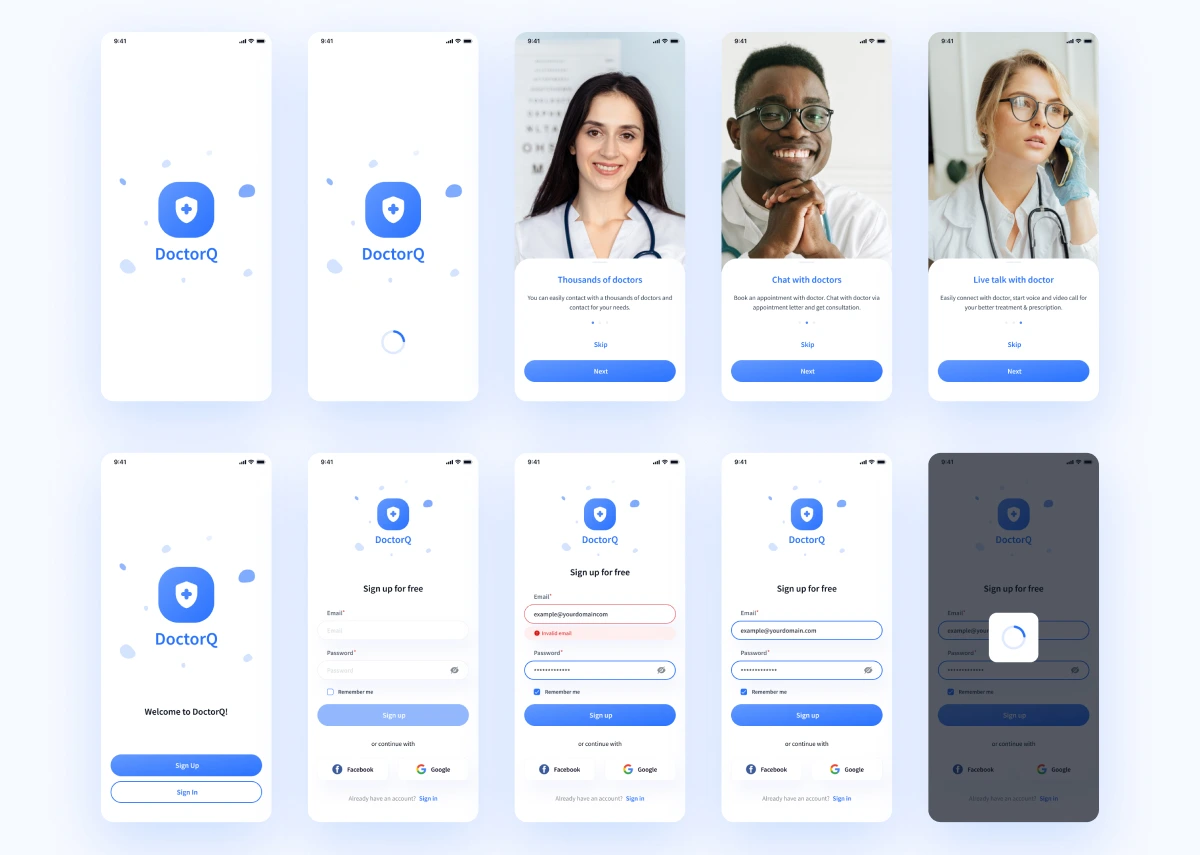 9:41
DoctorQ
9:41
DoctorQ
9:41
Thousands of doctors
You can easily contact with a thousands of doctors and
contact for your needs.
Skip
Next
9:41
Chat with doctors
Book an appointment with doctor. Chat with doctor via
appointment letter and get consultation.
Skip
Next
9:41
Live talk with doctor
Easily connect with doctor, start voice and video call for
your better treatment & prescription.
Skip
Next
9:41
DoctorQ
Welcome to DoctorQ!
Sign Up
Sign In
9:41
DoctorQ
Sign up for free
Email*
Email
Password*
Password
Remember me
Sign up
or continue with
Facebook
Google
Already have an account? Sign in
9:41
DoctorQ
Sign up for free
Email*
example@yourdomaincom
Invalid email
Password*
•••••••••••••
Remember me
Sign up
or continue with
Facebook
Google
Already have an account? Sign in
9:41
DoctorQ
Sign up for free
Email*
example@yourdomain.com
Password*
•••••••••••••
Remember me
Sign up
or continue with
Facebook
Google
Already have an account? Sign in
9:41
DoctorQ
Sign up for free
Email*
Password*
•••••••••••••
Remember me
Sign up
or continue with
Facebook
Google
Already have an account? Sign in